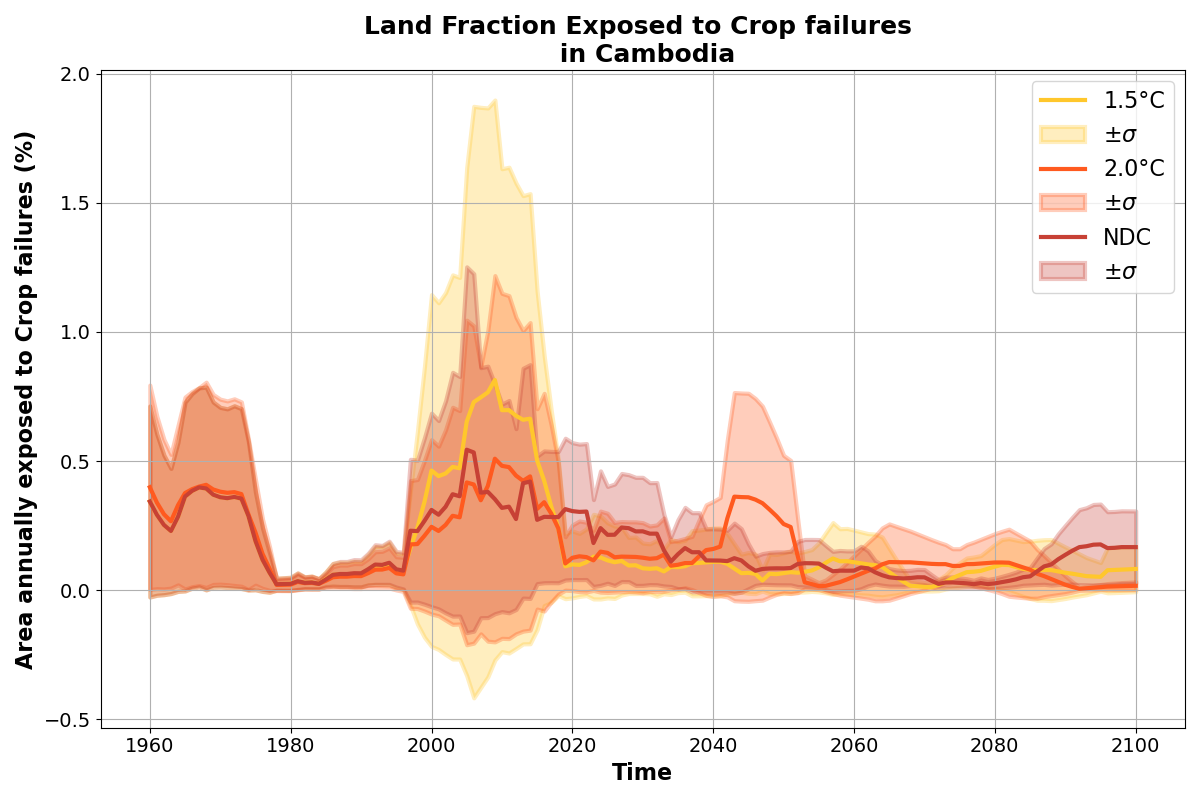 Land Fraction Exposed to Crop failures
in Cambodia
Area annually exposed to Crop failures (%)
2.0
1.5
1.0
0.5
0.0
−0.5
1.5°C
±σ
2.0°C
±σ
NDC
±σ
1960 1980 2000 2020 2040 2060 2080 2100
Time